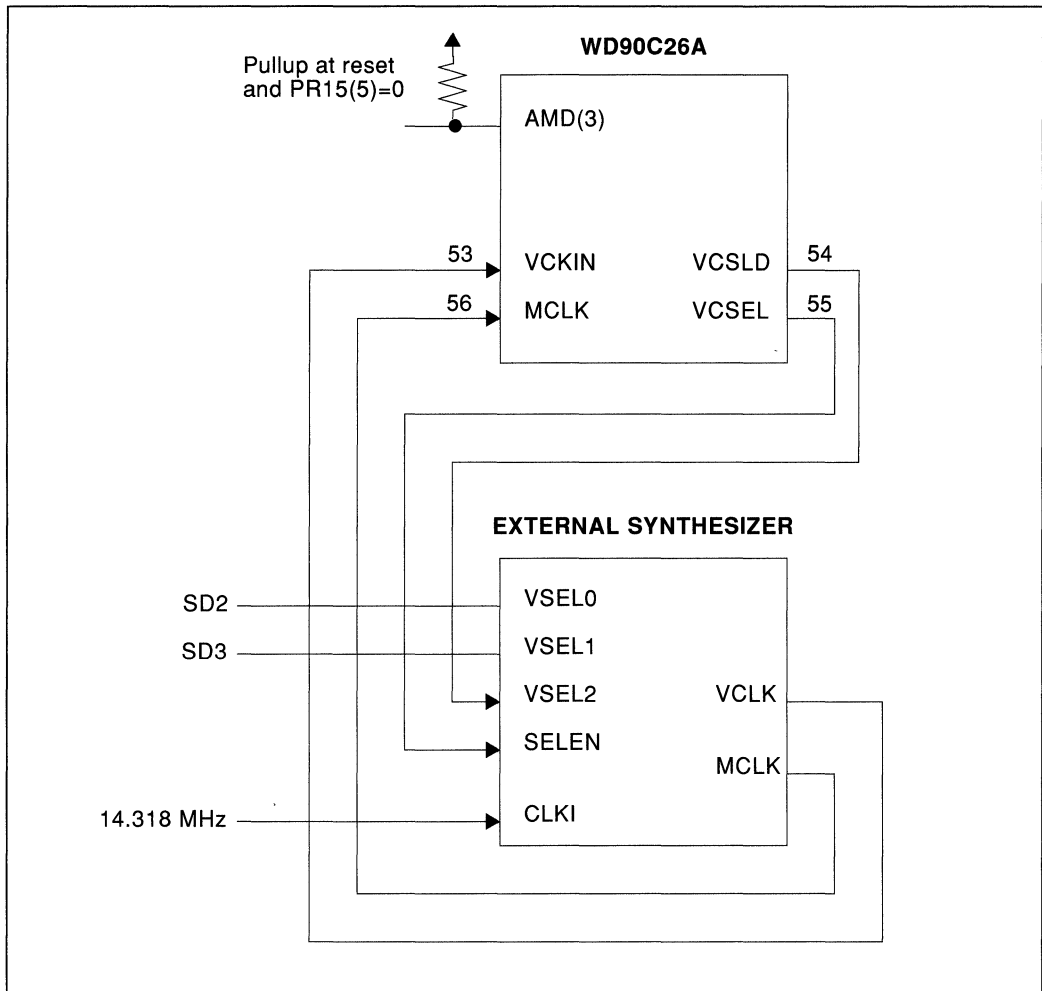 WD90C26A
Pullup at reset
and PR15(5)=0
AMD(3)
53 VCKIN VCSLD 54
56 MCLK VCSEL 55
EXTERNAL SYNTHESIZER
SD2 VSEL0
SD3 VSEL1
VSEL2 VCLK
SELEN
MCLK
14.318 MHz CLKI